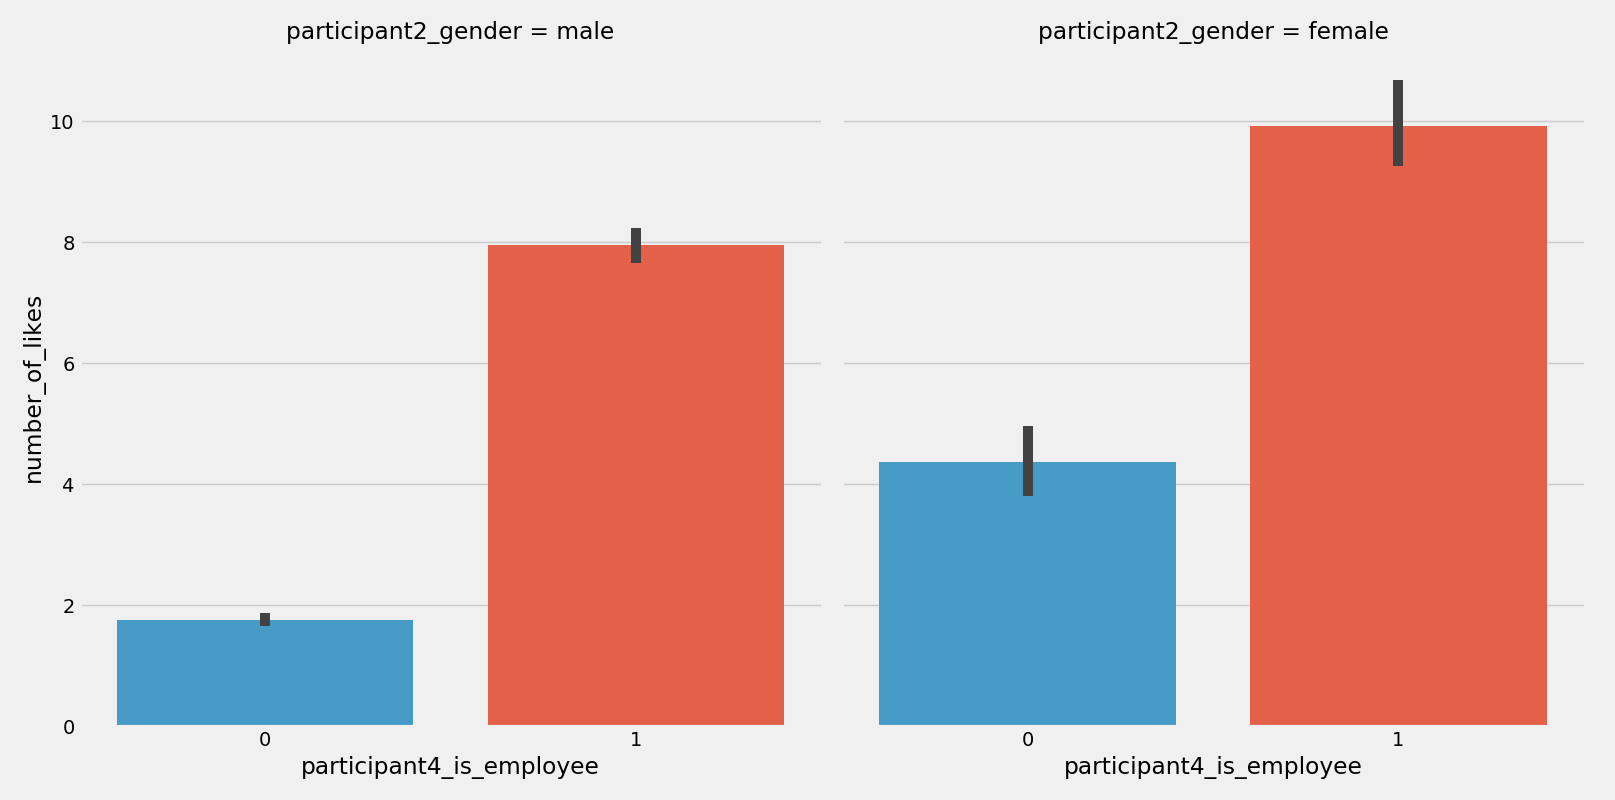 participant2_gender = male
participant2_gender = female
number_of_likes
10
8
6
4
2
0
0
1
0
1
participant4_is_employee
participant4_is_employee